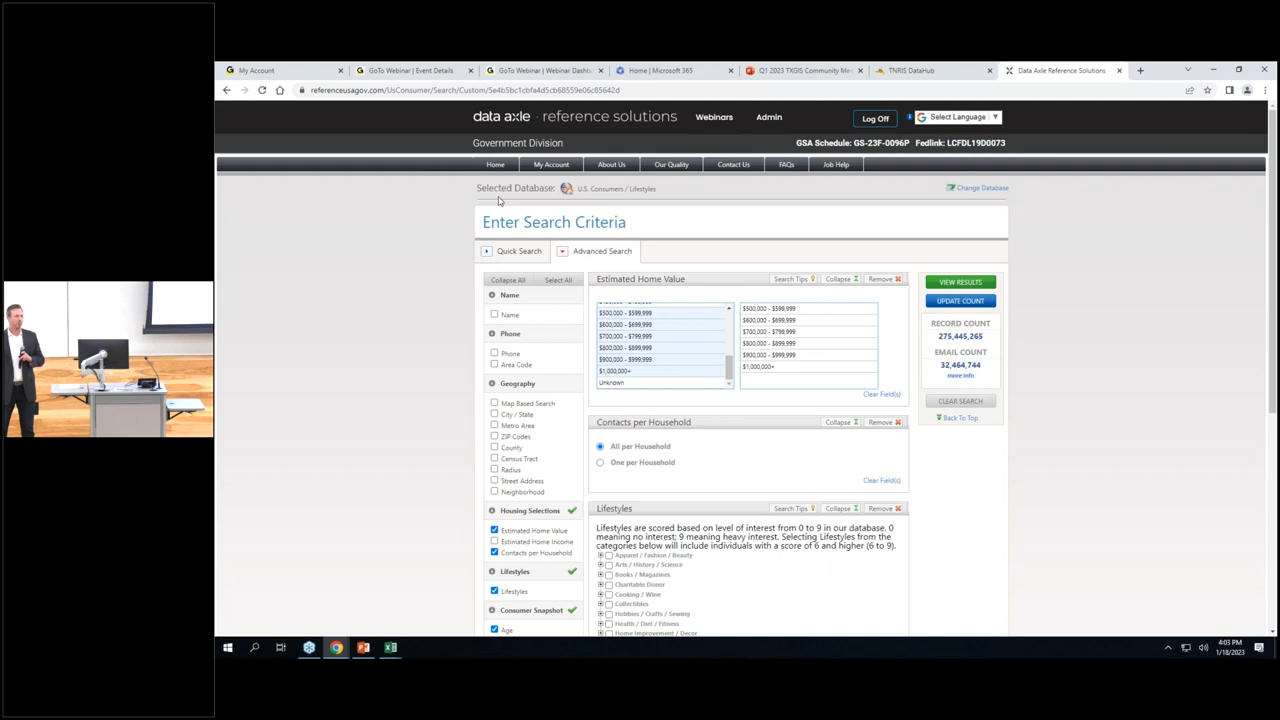 My Account
GoTo Webinar | Event Details
GoTo Webinar | Webinar Dashb
Home | Microsoft 365
Q1 2023 TXGIS Community Me
TNRIS DataHub
Data Axle Reference Solutions
referenceusagov.com/UsConsumer/Search/Custom/5e4b5bc1cbfa4d5cb68559e06c85642d
data axle · reference solutions
Webinars
Admin
Log Off
Select Language
Government Division
GSA Schedule: GS-23F-0096P Fedlink: LCFDL19D0073
Home
My Account
About Us
Our Quality
Contact Us
FAQs
Job Help
Selected Database: U.S. Consumers / Lifestyles
Change Database
Enter Search Criteria
Quick Search
Advanced Search
Collapse All
Select All
Name
Name
Phone
Phone
Area Code
Geography
Map Based Search
City / State
Metro Area
ZIP Codes
County
Census Tract
Radius
Street Address
Neighborhood
Housing Selections
Estimated Home Value
Estimated Home Income
Contacts per Household
Lifestyles
Lifestyles
Consumer Snapshot
Age
Estimated Home Value
Search Tips
Collapse
Remove
$500,000 - $599,999
$600,000 - $699,999
$700,000 - $799,999
$800,000 - $899,999
$900,000 - $999,999
$1,000,000+
Unknown
$500,000 - $599,999
$600,000 - $699,999
$700,000 - $799,999
$800,000 - $899,999
$900,000 - $999,999
$1,000,000+
Clear Field(s)
Contacts per Household
Collapse
Remove
All per Household
One per Household
Clear Field(s)
Lifestyles
Search Tips
Collapse
Remove
Lifestyles are scored based on level of interest from 0 to 9 in our database. 0
meaning no interest; 9 meaning heavy interest. Selecting Lifestyles from the
categories below will include individuals with a score of 6 and higher (6 to 9).
Apparel / Fashion / Beauty
Arts / History / Science
Books / Magazines
Charitable Donor
Cooking / Wine
Collectibles
Hobbies / Crafts / Sewing
Health / Diet / Fitness
Home Improvement / Decor
VIEW RESULTS
UPDATE COUNT
RECORD COUNT
275,445,265
EMAIL COUNT
32,464,744
more info
CLEAR SEARCH
Back To Top
4:03 PM
1/18/2023